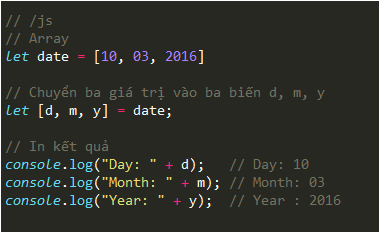 // /js
// Array
let date = [10, 03, 2016]
// Chuyển ba giá trị vào ba biến d, m, y
let [d, m, y] = date;
// In kết quả
console.log("Day: " + d);   // Day: 10
console.log("Month: " + m); // Month: 03
console.log("Year: " + y);  // Year : 2016